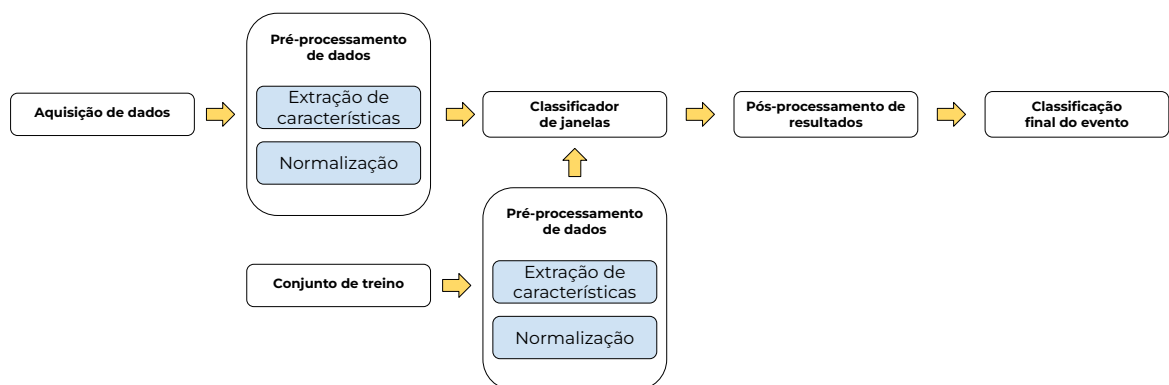 Pré-processamento
de dados
Extração de
características
Normalização
Aquisição de dados
Classificador
de janelas
Pós-processamento de
resultados
Classificação
final do evento
Pré-processamento
de dados
Extração de
características
Normalização
Conjunto de treino